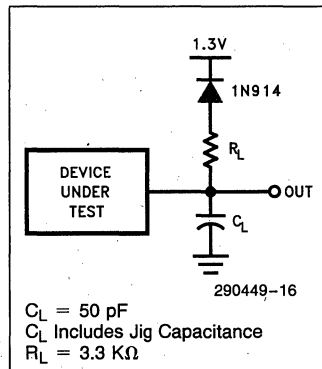 1.3V
1N914
RL
DEVICE
UNDER
TEST
OUT
CL
290449-16
CL = 50 pF
CL Includes Jig Capacitance
RL = 3.3 KΩ